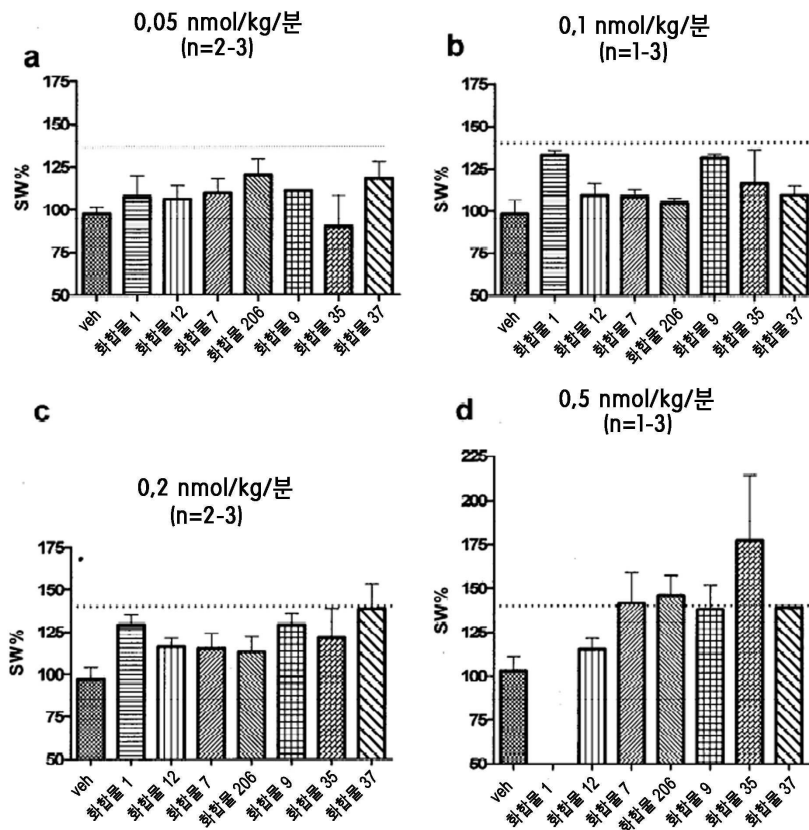 0,05 nmol/kg/분
(n=2-3)
a
175
150
125
100
75
50
SW%
veh
화합물 1
화합물 12
화합물 7
화합물 206
화합물 9
화합물 35
화합물 37
0,1 nmol/kg/분
(n=1-3)
b
175
150
125
100
75
50
SW%
veh
화합물 1
화합물 12
화합물 7
화합물 206
화합물 9
화합물 35
화합물 37
c
0,2 nmol/kg/분
(n=2-3)
175
150
125
100
75
50
SW%
veh
화합물 1
화합물 12
화합물 7
화합물 206
화합물 9
화합물 35
화합물 37
0,5 nmol/kg/분
(n=1-3)
d
225
200
175
150
125
100
75
50
SW%
veh
화합물 1
화합물 12
화합물 7
화합물 206
화합물 9
화합물 35
화합물 37